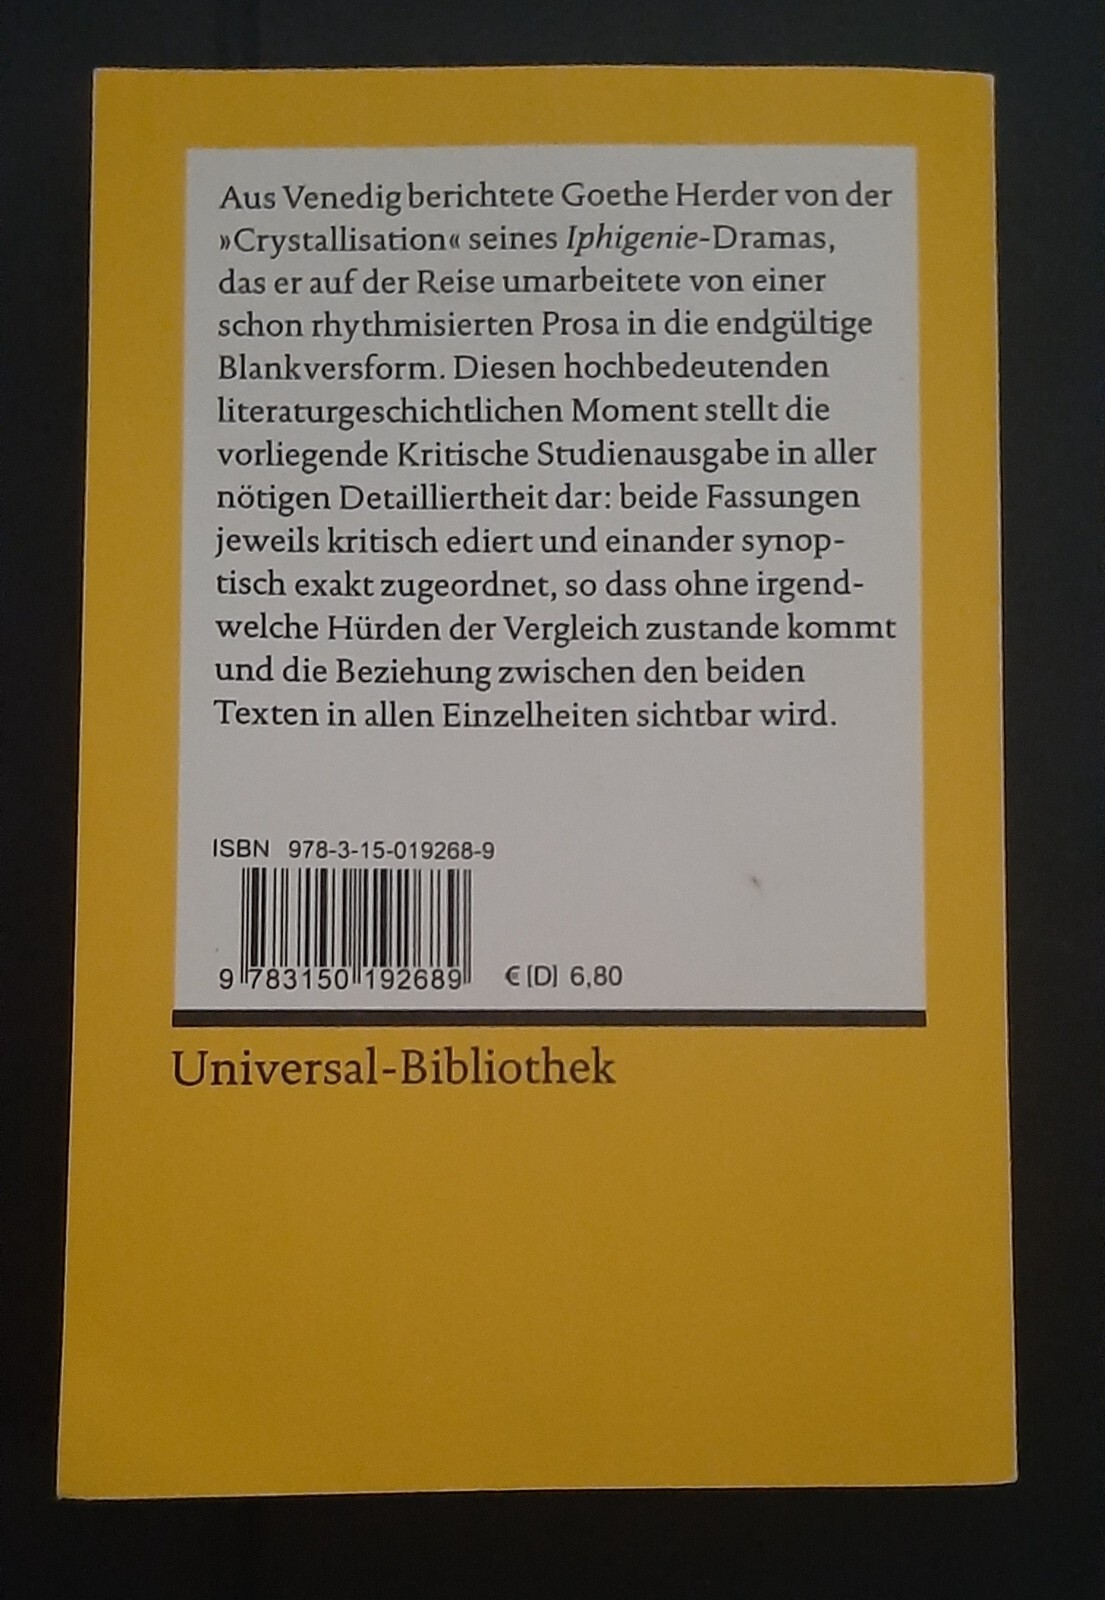 Aus Venedig berichtete Goethe Herder von der
»Crystallisation« seines Iphigenie-Dramas,
das er auf der Reise umarbeitete von einer
schon rhythmisierten Prosa in die endgültige
Blankversform. Diesen hochbedeutenden
literaturgeschichtlichen Moment stellt die
vorliegende Kritische Studienausgabe in aller
nötigen Detailliertheit dar: beide Fassungen
jeweils kritisch ediert und einander synop-
tisch exakt zugeordnet, so dass ohne irgend-
welche Hürden der Vergleich zustande kommt
und die Beziehung zwischen den beiden
Texten in allen Einzelheiten sichtbar wird.
ISBN 978-3-15-019268-9
9 783150 192689 € [D] 6,80
Universal-Bibliothek